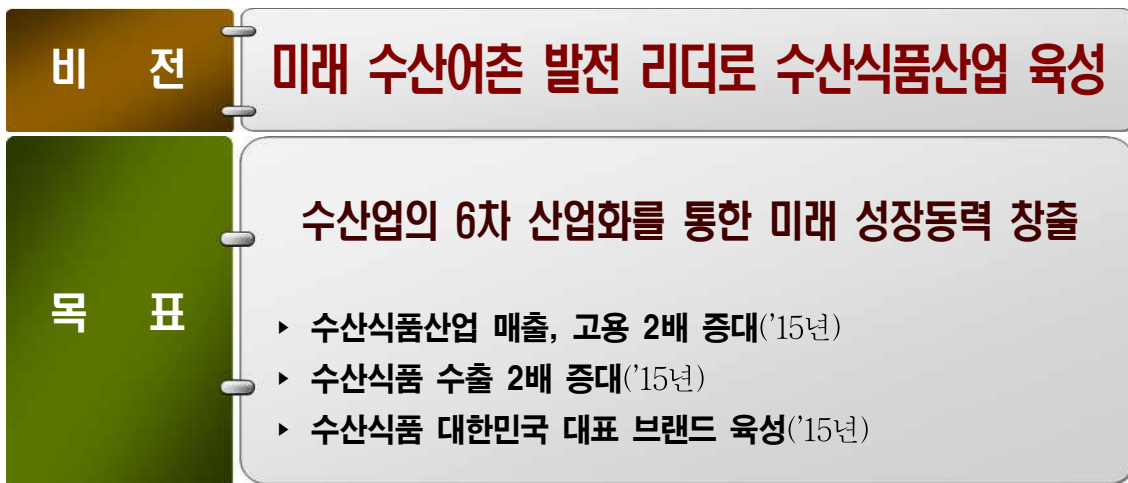 비 전
미래 수산어촌 발전 리더로 수산식품산업 육성
수산업의 6차 산업화를 통한 미래 성장동력 창출
목 표
▸ 수산식품산업 매출, 고용 2배 증대(’15년)
▸ 수산식품 수출 2배 증대(’15년)
▸ 수산식품 대한민국 대표 브랜드 육성(’15년)